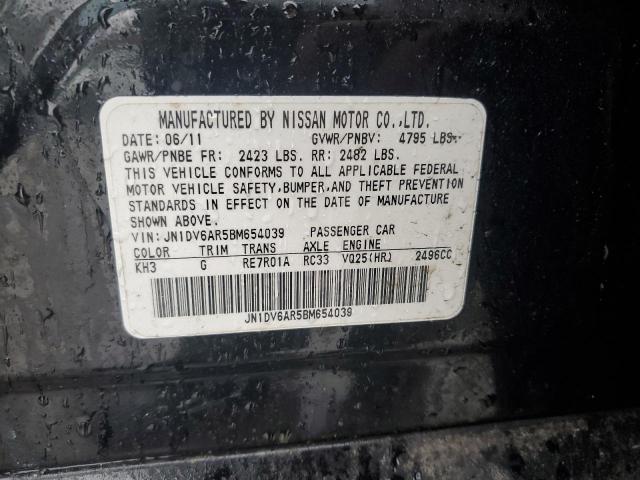 MANUFACTURED BY NISSAN MOTOR CO.,LTD.
DATE: 06/11 GVWR/PNBV: 4795 LBS.
GAWR/PNBE FR: 2423 LBS. RR: 2482 LBS.
THIS VEHICLE CONFORMS TO ALL APPLICABLE FEDERAL
MOTOR VEHICLE SAFETY,BUMPER,AND THEFT PREVENTION
STANDARDS IN EFFECT ON THE DATE OF MANUFACTURE
SHOWN ABOVE.
VIN: JN1DV6AR5BM654039 PASSENGER CAR
COLOR TRIM TRANS AXLE ENGINE
KH3 G RE7R01A RC33 VQ25(HR) 2496CC
JN1DV6AR5BM654039